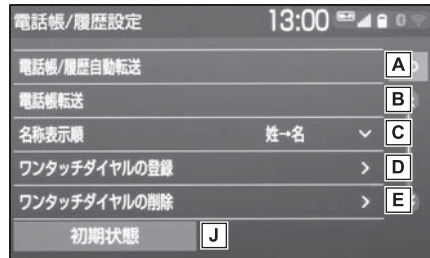 電話帳/履歴設定 13:00
電話帳/履歴自動転送 A
電話帳転送 B
名称表示順 姓→名 C
ワンタッチダイヤルの登録 > D
ワンタッチダイヤルの削除 > E
初期状態 J